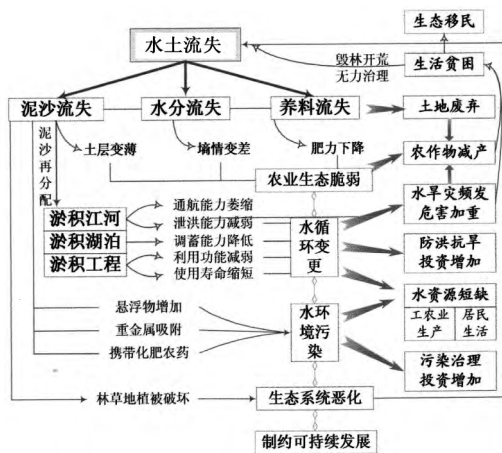 生态移民
水土流失
毁林开荒
无力治理
生活贫困
泥沙流失
水分流失
养料流失
土地废弃
泥沙再分配
土层变薄
墒情变差
肥力下降
农作物减产
农业生态脆弱
淤积江河
淤积湖泊
淤积工程
通航能力萎缩
泄洪能力减弱
调蓄能力降低
利用功能减弱
使用寿命缩短
水循
环变
更
水旱灾频发
危害加重
防洪抗旱
投资增加
水资源短缺
工农业
生产
居民
生活
悬浮物增加
重金属吸附
携带化肥农药
水环
境污
染
污染治理
投资增加
林草地植被破坏
生态系统恶化
制约可持续发展